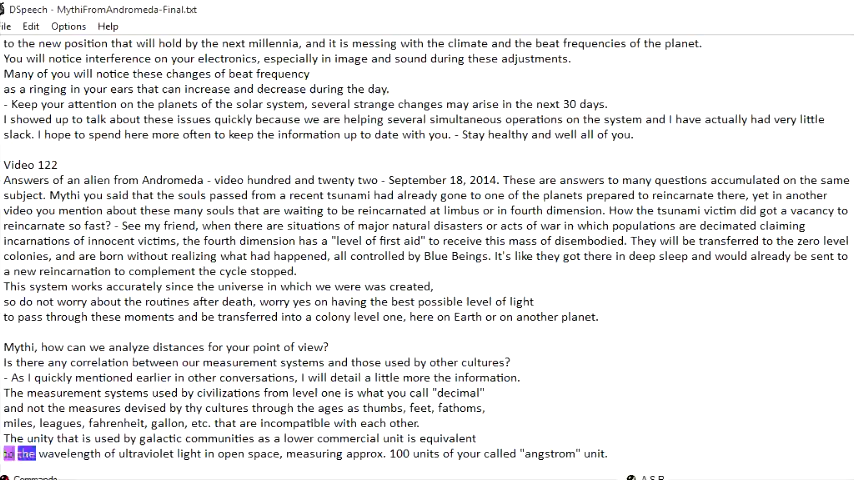 DSpeech - MythiFromAndromeda-Final.txt
File Edit Options Help
to the new position that will hold by the next millennia, and it is messing with the climate and the beat frequencies of the planet.
You will notice interference on your electronics, especially in image and sound during these adjustments.
Many of you will notice these changes of beat frequency
as a ringing in your ears that can increase and decrease during the day.
- Keep your attention on the planets of the solar system, several strange changes may arise in the next 30 days.
I showed up to talk about these issues quickly because we are helping several simultaneous operations on the system and I have actually had very little
slack. I hope to spend here more often to keep the information up to date with you. - Stay healthy and well all of you.
Video 122
Answers of an alien from Andromeda - video hundred and twenty two - September 18, 2014. These are answers to many questions accumulated on the same
subject. Mythi you said that the souls passed from a recent tsunami had already gone to one of the planets prepared to reincarnate there, yet in another
video you mention about these many souls that are waiting to be reincarnated at limbus or in fourth dimension. How the tsunami victim did got a vacancy to
reincarnate so fast? - See my friend, when there are situations of major natural disasters or acts of war in which populations are decimated claiming
incarnations of innocent victims, the fourth dimension has a "level of first aid" to receive this mass of disembodied. They will be transferred to the zero level
colonies, and are born without realizing what had happened, all controlled by Blue Beings. It's like they got there in deep sleep and would already be sent to
a new reincarnation to complement the cycle stopped.
This system works accurately since the universe in which we were was created,
so do not worry about the routines after death, worry yes on having the best possible level of light
to pass through these moments and be transferred into a colony level one, here on Earth or on another planet.
Mythi, how can we analyze distances for your point of view?
Is there any correlation between our measurement systems and those used by other cultures?
- As I quickly mentioned earlier in other conversations, I will detail a little more the information.
The measurement systems used by civilizations from level one is what you call "decimal"
and not the measures devised by thy cultures through the ages as thumbs, feet, fathoms,
miles, leagues, fahrenheit, gallon, etc. that are incompatible with each other.
The unity that is used by galactic communities as a lower commercial unit is equivalent
to the wavelength of ultraviolet light in open space, measuring approx. 100 units of your called "angstrom" unit.